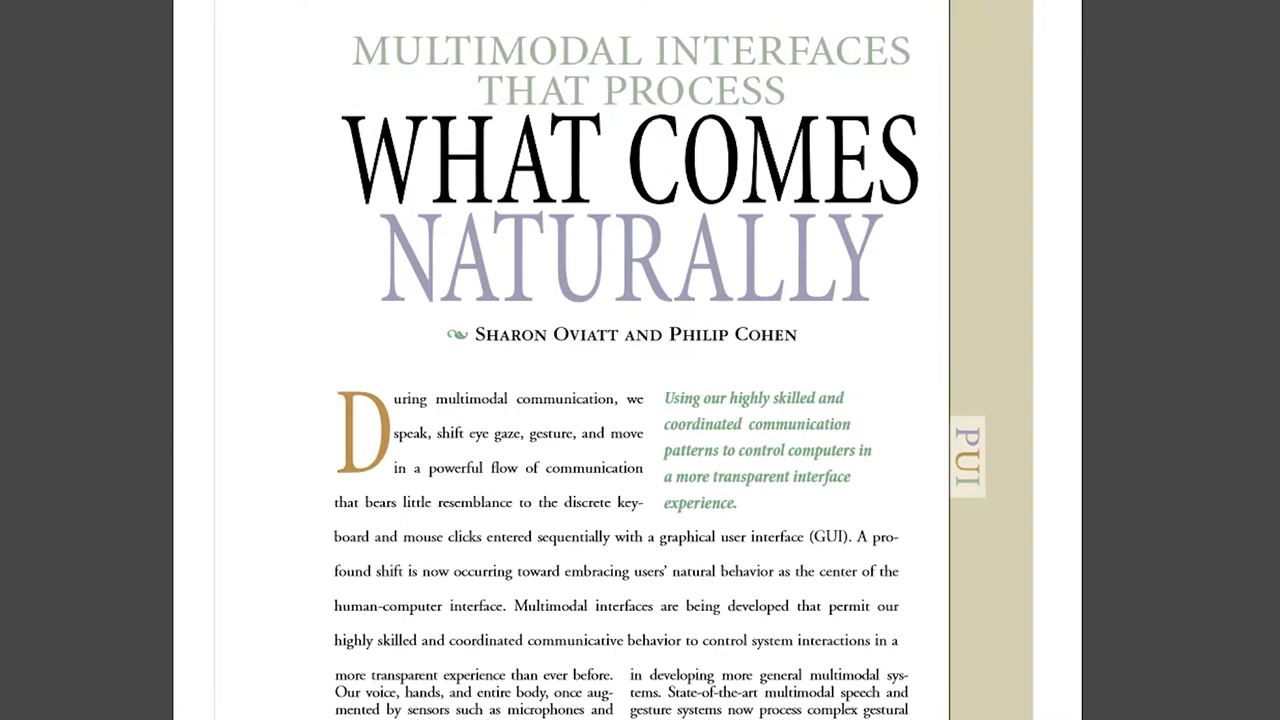 MULTIMODAL INTERFACES
THAT PROCESS
WHAT COMES
NATURALLY
SHARON OVIATT AND PHILIP COHEN
During multimodal communication, we
speak, shift eye gaze, gesture, and move
in a powerful flow of communication
that bears little resemblance to the discrete key-
board and mouse clicks entered sequentially with a graphical user interface (GUI). A pro-
found shift is now occurring toward embracing users' natural behavior as the center of the
human-computer interface. Multimodal interfaces are being developed that permit our
highly skilled and coordinated communicative behavior to control system interactions in a
Using our highly skilled and
coordinated communication
patterns to control computers in
a more transparent interface
experience.
more transparent experience than ever before.
Our voice, hands, and entire body, once aug-
mented by sensors such as microphones and
in developing more general multimodal sys-
tems. State-of-the-art multimodal speech and
gesture systems now process complex gestural
PUI